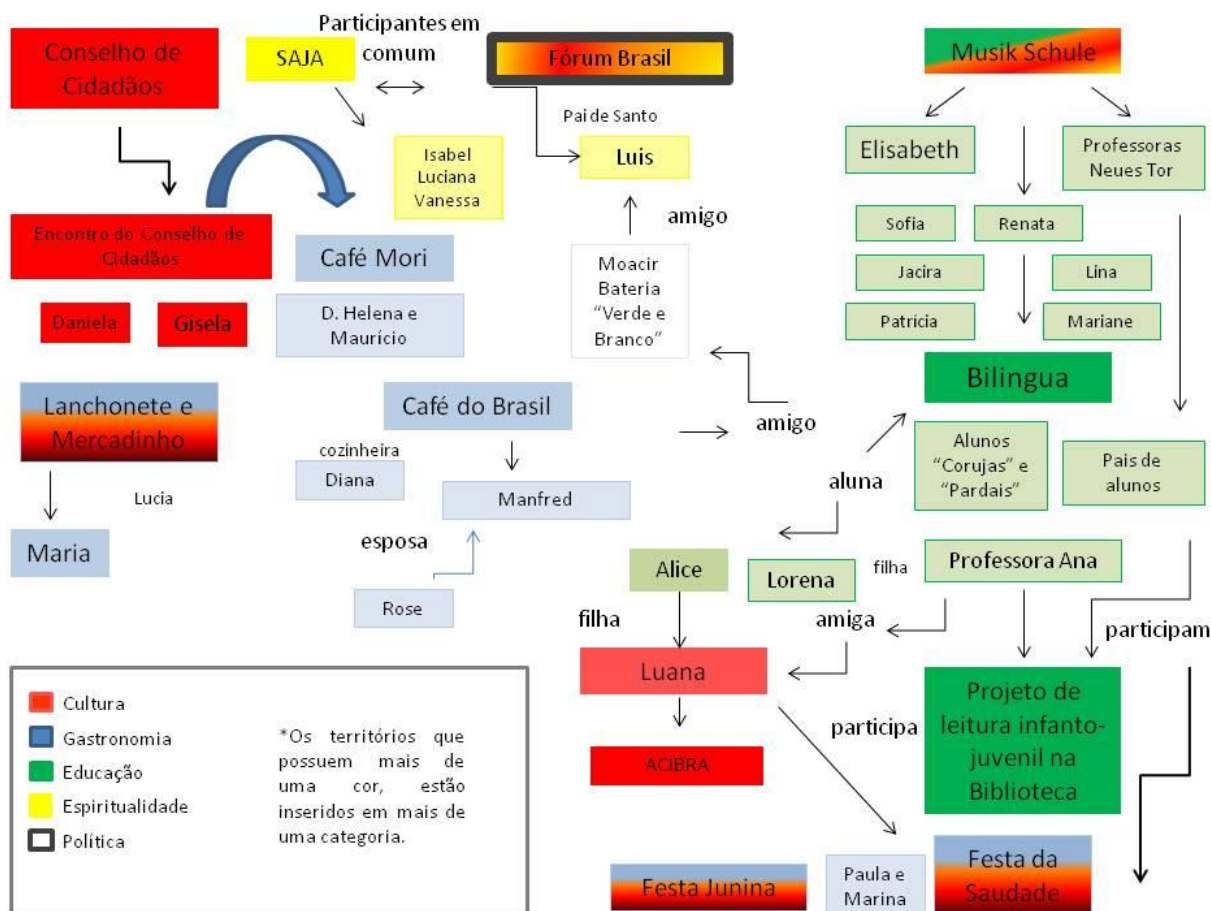 Conselho de
Cidadãos
SAJA
Participantes em
comum
Fórum Brasil
Musik Schule
Pai de Santo
Luis
Isabel
Luciana
Vanessa
Elisabeth
Professoras
Neues Tor
Encontro do Conselho de
Cidadãos
Café Mori
amigo
Sofia
Renata
Moacir
Bateria
“Verde e
Branco”
Jacira
Lina
Daniela
Gisela
D. Helena e
Maurício
Patrícia
Mariane
Bilingua
Lanchonete e
Mercadinho
Café do Brasil
amigo
cozinheira
Diana
Manfred
aluna
Alunos
“Corujas” e
“Pardais”
Pais de
alunos
Lucia
Maria
esposa
Rose
Alice
Lorena
filha
Professora Ana
filha
amiga
participam
Luana
participa
Projeto de
leitura infanto-
juvenil na
Biblioteca
ACIBRA
Cultura
Gastronomia
Educação
Espiritualidade
Política
*Os territórios que
possuem mais de
uma cor, estão
inseridos em mais de
uma categoria.
Festa Junina
Paula e
Marina
Festa da
Saudade